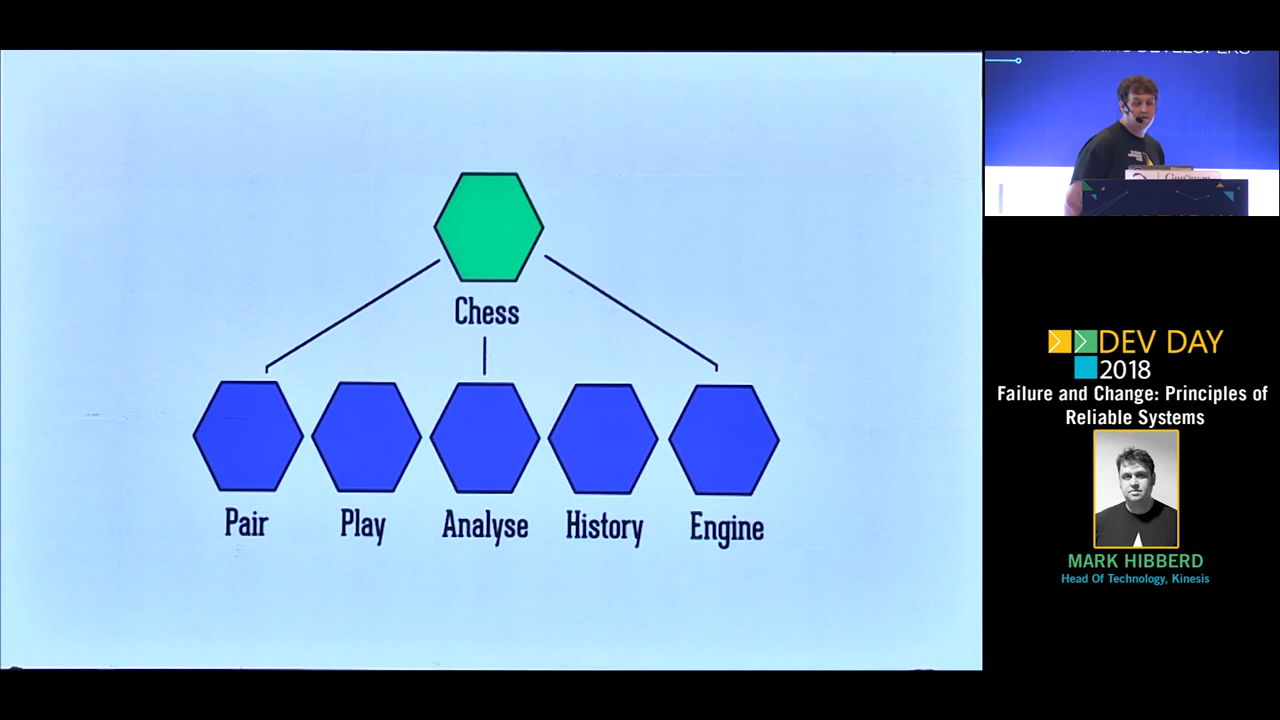 Chess
Pair
Play
Analyse
History
Engine
DEVELOPERS
DEV DAY
2018
Failure and Change: Principles of
Reliable Systems
MARK HIBBERD
Head Of Technology, Kinesis